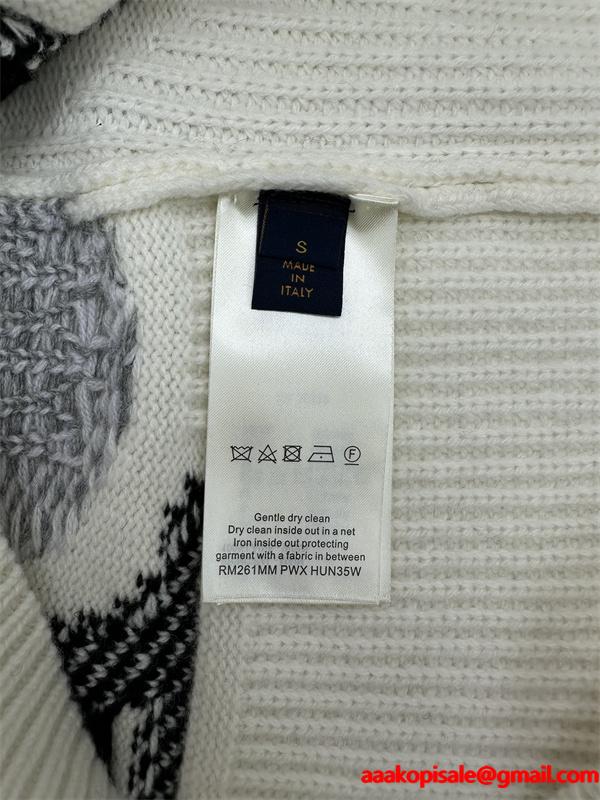 S
MADE
IN
ITALY
F
Gentle dry clean
Dry clean inside out in a net
Iron inside out protecting
garment with a fabric in between
RM261MM PWX HUN35W
aaakopisale@gmail.com